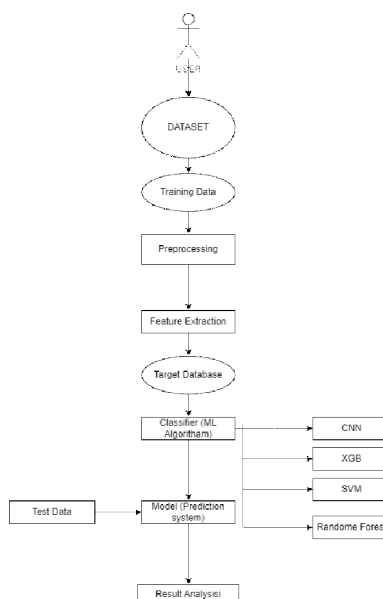 USER
DATASET
Training Data
Preprocessing
Feature Extraction
Target Database
Classifier (ML
Algoritham)
CNN
XGB
SVM
Randome Fores
Test Data
Model (Prediction
system)
Result Analysisi